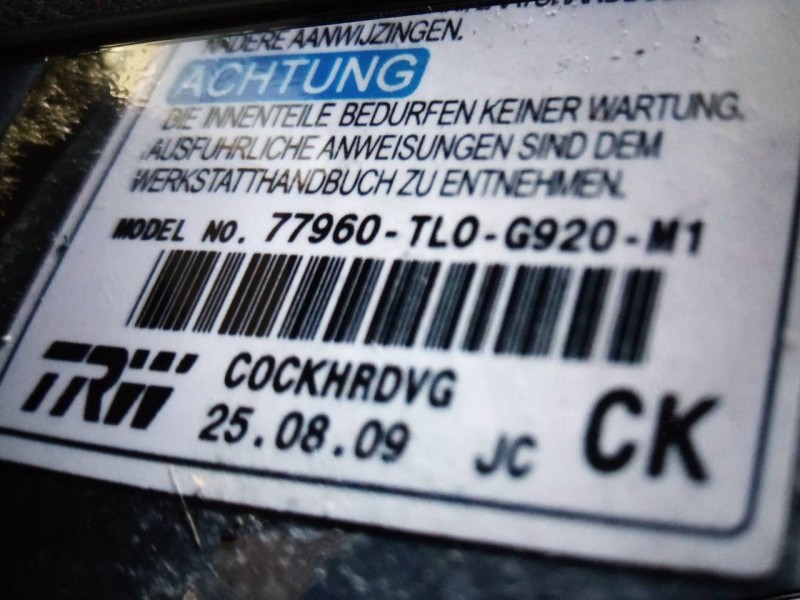 ANDERE AANWIJZINGEN.
ACHTUNG
DIE INNENTEILE BEDURFEN KEINER WARTUNG.
AUSFUHRLICHE ANWEISUNGEN SIND DEM
WERKSTATTHANDBUCH ZU ENTNEHMEN.
MODEL NO. 77960-TL0-G920-M1
TRW
COCKHRDVG
25.08.09 JC CK